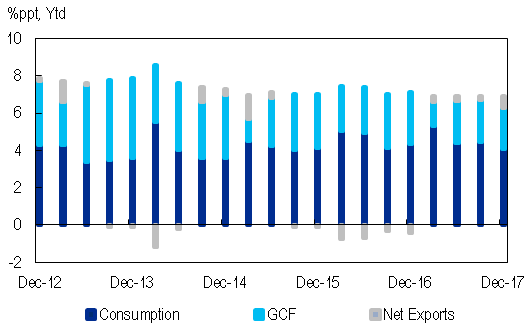 %ppt, Ytd
10
8
6
4
2
0
-2
Dec-12 Dec-13 Dec-14 Dec-15 Dec-16 Dec-17
Consumption GCF Net Exports